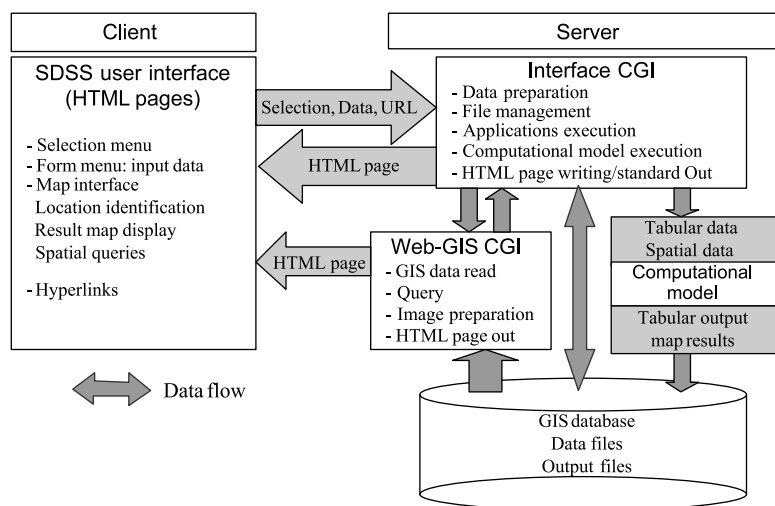 Client
Server
SDSS user interface
(HTML pages)
- Selection menu
- Form menu: input data
- Map interface
Location identification
Result map display
Spatial queries
- Hyperlinks
Selection, Data, URL
HTML page
HTML page
Interface CGI
- Data preparation
- File management
- Applications execution
- Computational model execution
- HTML page writing/standard Out
Web-GIS CGI
- GIS data read
- Query
- Image preparation
- HTML page out
Tabular data
Spatial data
Computational
model
Tabular output
map results
Data flow
GIS database
Data files
Output files